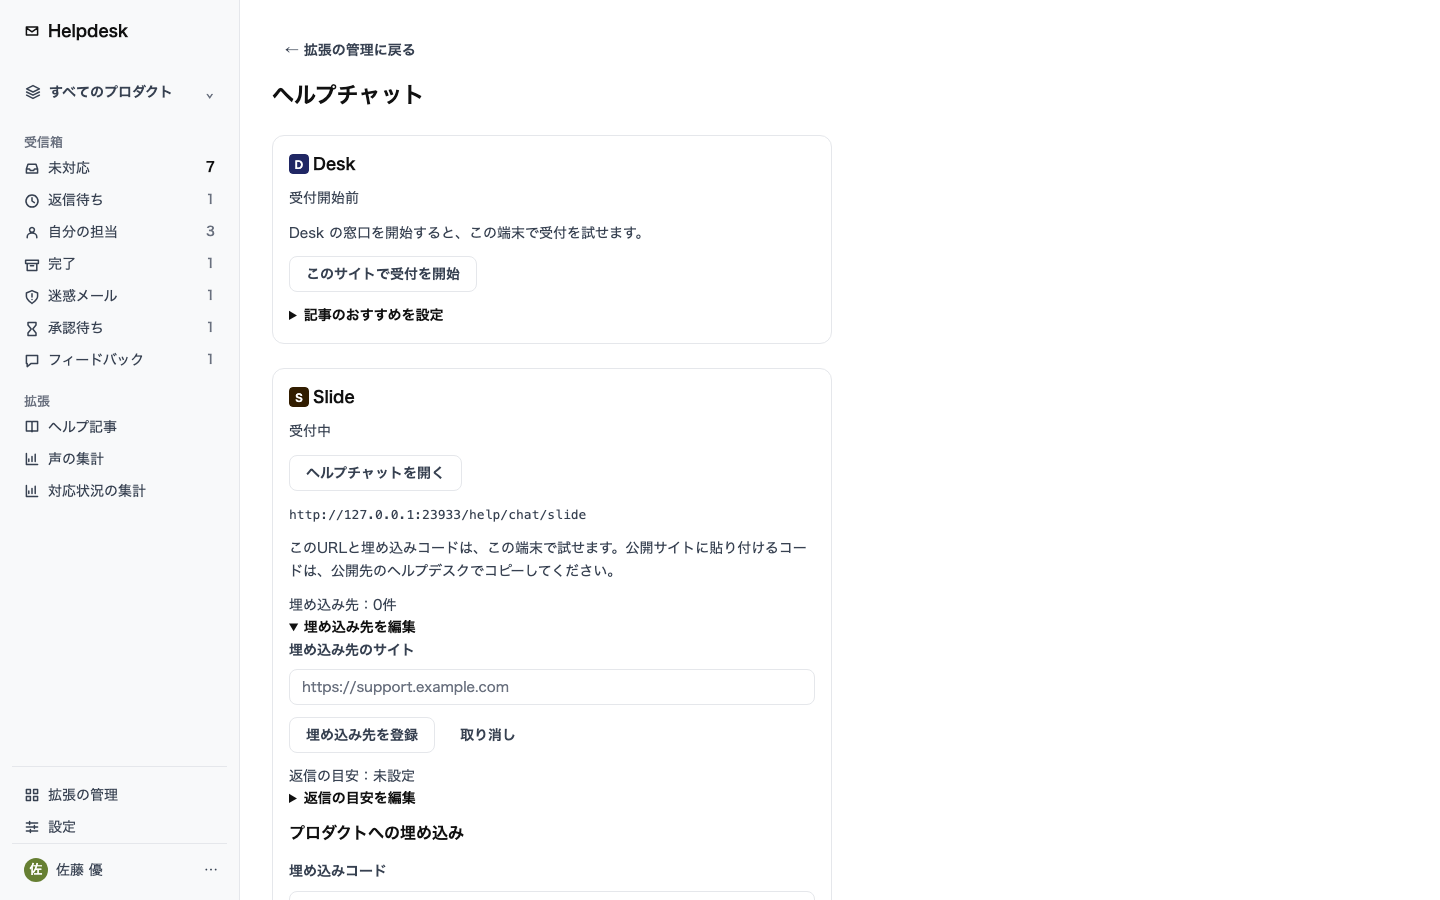 Helpdesk
すべてのプロダクト
受信箱
未対応 7
返信待ち 1
自分の担当 3
完了 1
迷惑メール 1
承認待ち 1
フィードバック 1
拡張
ヘルプ記事
声の集計
対応状況の集計
拡張の管理
設定
佐 佐藤 優 …
← 拡張の管理に戻る
ヘルプチャット
D Desk
受付開始前
Desk の窓口を開始すると、この端末で受付を試せます。
このサイトで受付を開始
▶ 記事のおすすめを設定
S Slide
受付中
ヘルプチャットを開く
http://127.0.0.1:23933/help/chat/slide
このURLと埋め込みコードは、この端末で試せます。公開サイトに貼り付けるコー
ドは、公開先のヘルプデスクでコピーしてください。
埋め込み先：0件
▼ 埋め込み先を編集
埋め込み先のサイト
https://support.example.com
埋め込み先を登録 取り消し
返信の目安：未設定
▶ 返信の目安を編集
プロダクトへの埋め込み
埋め込みコード